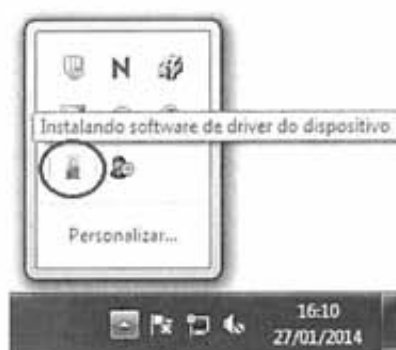 N
Instalando software de driver do dispositivo
Personalizar...
16:10
27/01/2014